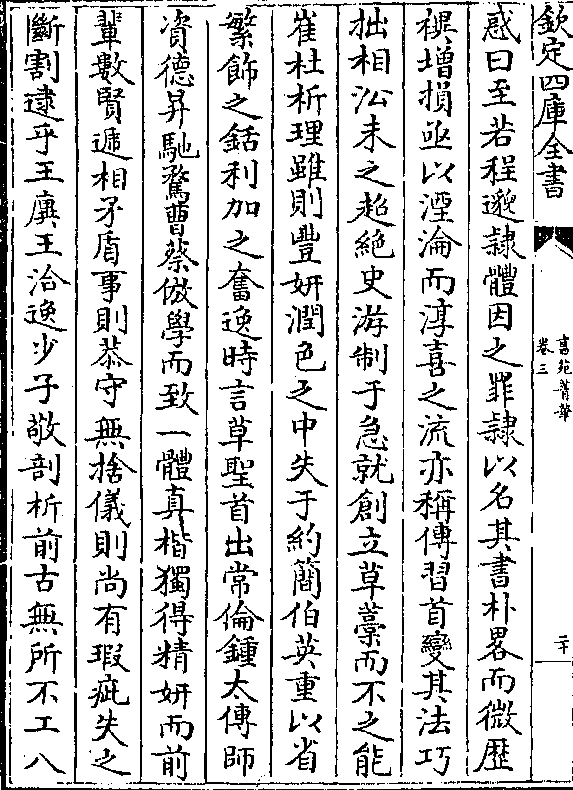 欽定四庫全書
書苑菁華
卷三
二十
惑曰至若程邈隷體因之罪隷以名其書朴畧而微歴
禩增損亟以湮淪而淳喜之流亦稱傳習首變其法巧
拙相沿未之超絶史游制于急就創立草藁而不之能
崔杜析理雖則豐妍潤色之中失于約簡伯英重以省
繁飾之銛利加之奮逸時言草聖首出常倫鍾太傅師
資德昇馳騖曹蔡倣學而致一體真楷獨得精妍而前
輩數賢遞相矛盾事則恭守無捨儀則尚有瑕疵失之
斷割逮乎王廙王洽逸少子敬剖析前古無所不工八